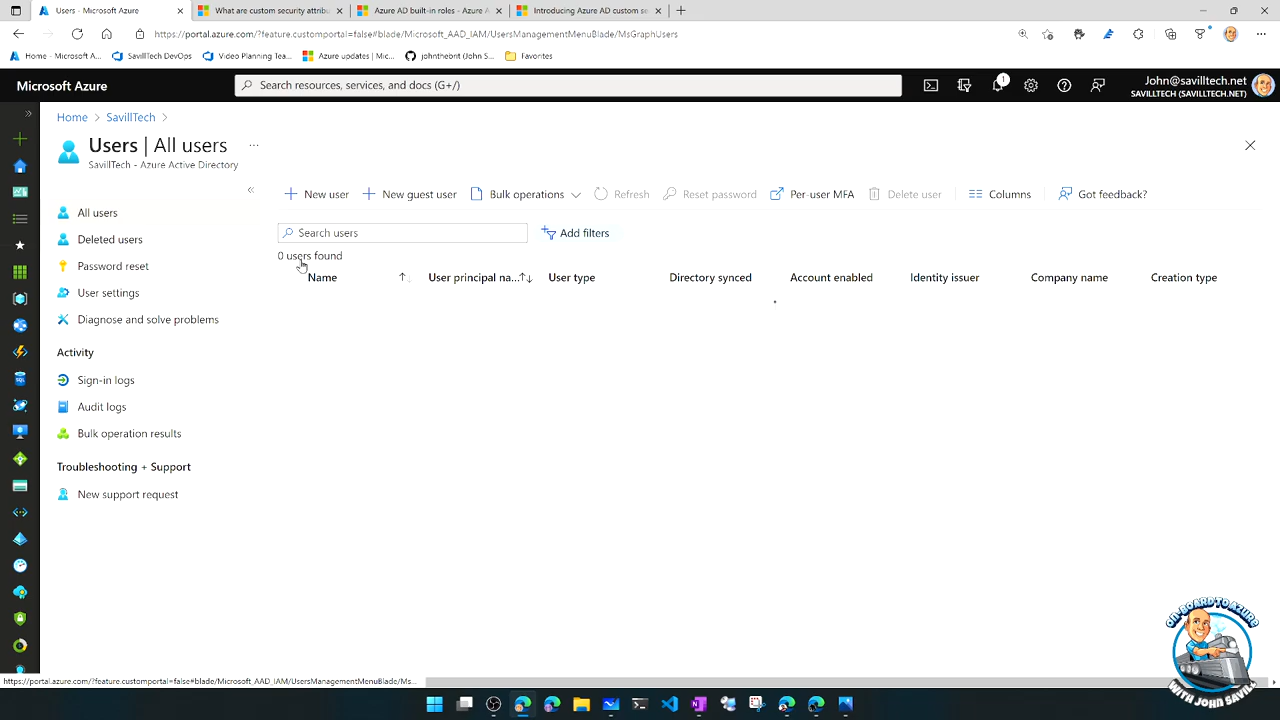 Users - Microsoft Azure
What are custom security attribu
Azure AD built-in roles - Azure A
Introducing Azure AD custom se
https://portal.azure.com/?feature.customportal=false#blade/Microsoft_AAD_IAM/UsersManagementMenuBlade/MsGraphUsers
Home - Microsoft A...
SavillTech DevOps
Video Planning Tea...
Azure updates | Mic...
johnthebrit (John S...
Favorites
Microsoft Azure
Search resources, services, and docs (G+/)
1
John@savilltech.net
SAVILLTECH (SAVILLTECH.NET)
Home > SavillTech >
Users | All users
SavillTech - Azure Active Directory
New user
New guest user
Bulk operations
Refresh
Reset password
Per-user MFA
Delete user
Columns
Got feedback?
All users
Deleted users
Password reset
User settings
Diagnose and solve problems
Activity
Sign-in logs
Audit logs
Bulk operation results
Troubleshooting + Support
New support request
Search users
Add filters
0 users found
Name
User principal na...
User type
Directory synced
Account enabled
Identity issuer
Company name
Creation type
ON-BOARD TO AZURE
WITH JOHN SAVILL
https://portal.azure.com/?feature.customportal=false#blade/Microsoft_AAD_IAM/UsersManagementMenuBlade/Ms...